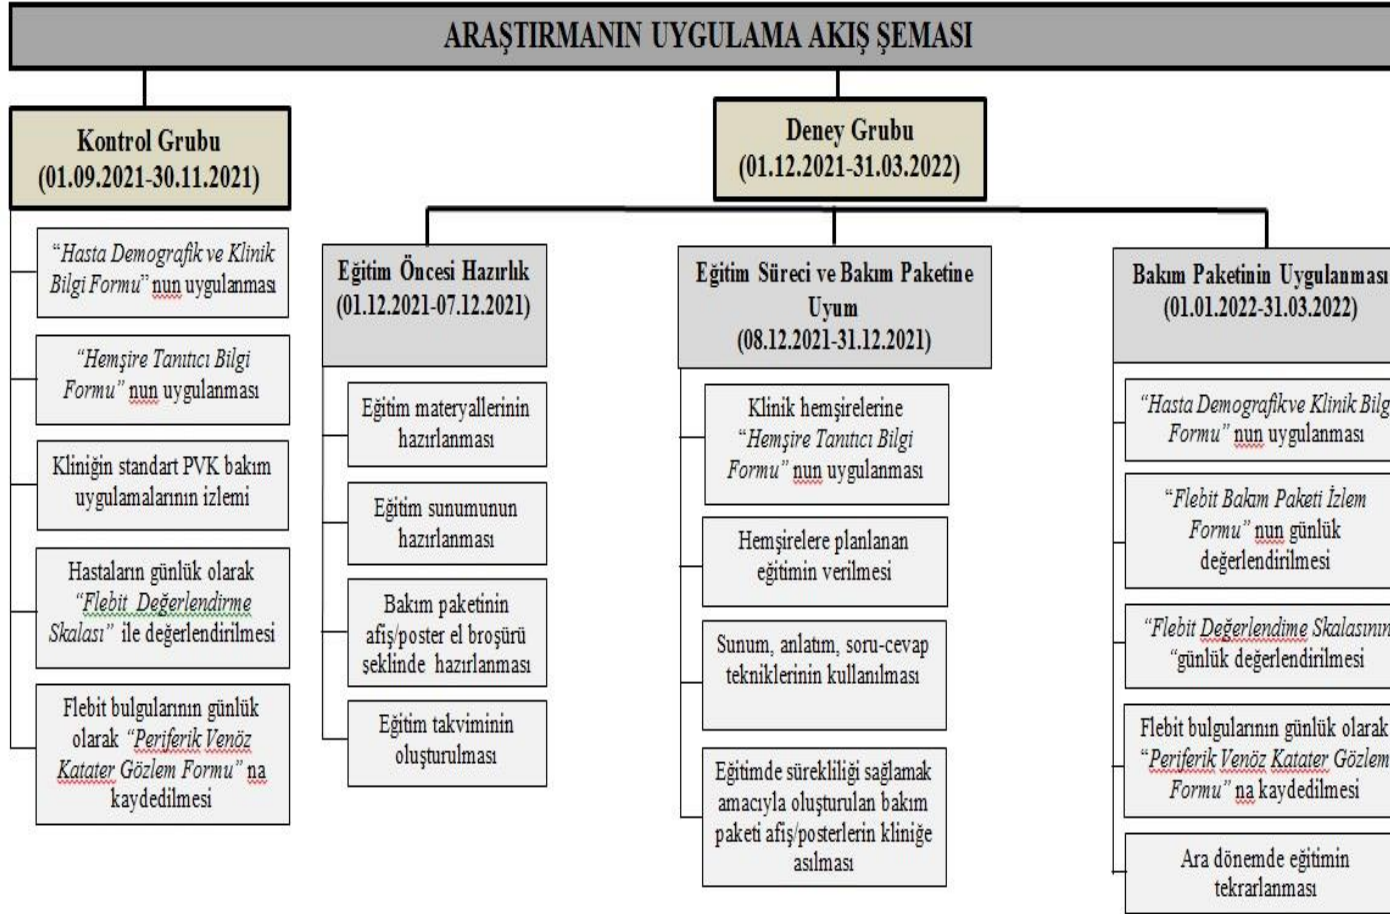 ARAŞTIRMANIN UYGULAMA AKIŞ ŞEMASI
Kontrol Grubu
(01.09.2021-30.11.2021)
“Hasta Demografik ve Klinik
Bilgi Formu” nun uygulanması
“Hemşire Tanıtıcı Bilgi
Formu” nun uygulanması
Kliniğin standart PVK bakım
uygulamalarının izlemi
Hastaların günlük olarak
“Flebit Değerlendirme
Skalası” ile değerlendirilmesi
Flebit bulgularının günlük
olarak “Periferik Venöz
Katater Gözlem Formu” na
kaydedilmesi
Deney Grubu
(01.12.2021-31.03.2022)
Eğitim Öncesi Hazırlık
(01.12.2021-07.12.2021)
Eğitim materyallerinin
hazırlanması
Eğitim sunumunun
hazırlanması
Bakım paketinin
afiş/poster el broşürü
şeklinde hazırlanması
Eğitim takviminin
oluşturulması
Eğitim Süreci ve Bakım Paketine
Uyum
(08.12.2021-31.12.2021)
Klinik hemşirelerine
“Hemşire Tanıtıcı Bilgi
Formu” nun uygulanması
Hemşirelere planlanan
eğitimin verilmesi
Sunum, anlatım, soru-cevap
tekniklerinin kullanılması
Eğitimde sürekliliği sağlamak
amacıyla oluşturulan bakım
paketi afiş/posterlerin kliniğe
asılması
Bakım Paketinin Uygulanması
(01.01.2022-31.03.2022)
“Hasta Demografikve Klinik Bilg
Formu” nun uygulanması
“Flebit Bakım Paketi İzlem
Formu” nun günlük
değerlendirilmesi
“Flebit Değerlendime Skalasının
“günlük değerlendirilmesi
Flebit bulgularının günlük olarak
“Periferik Venöz Katater Gözlem
Formu” na kaydedilmesi
Ara dönemde eğitimin
tekrarlanması